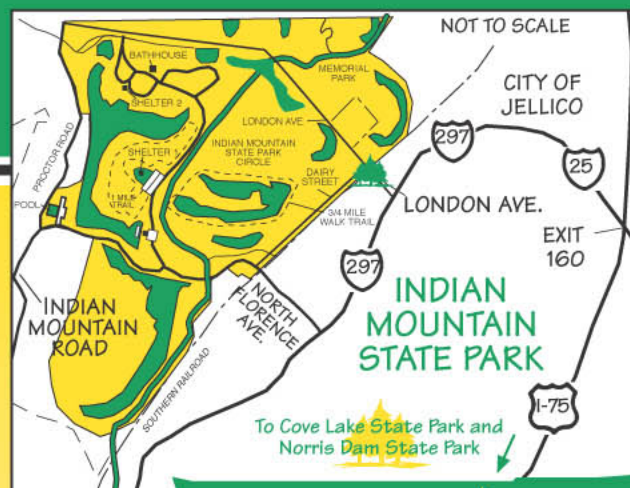 NOT TO SCALE
BATHHOUSE
MEMORIAL
PARK
CITY OF
JELLICO
SHELTER 2
LONDON AVE.
297
25
PROCTOR ROAD
SHELTER 1
INDIAN MOUNTAIN
STATE PARK
CIRCLE
DAIRY
STREET
1 MILE
TRAIL
POOL
3/4 MILE
WALK TRAIL
LONDON AVE.
EXIT
160
297
INDIAN
MOUNTAIN
ROAD
NORTH
FLORENCE
AVE.
INDIAN
MOUNTAIN
STATE PARK
SOUTHERN RAILROAD
I-75
To Cove Lake State Park and
Norris Dam State Park